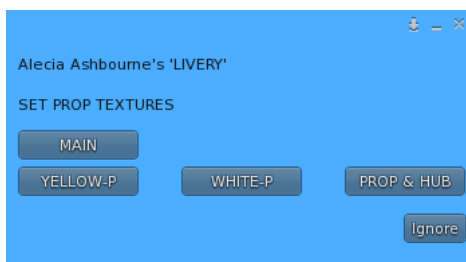 Alecia Ashbourne's 'LIVERY'
SET PROP TEXTURES
MAIN
YELLOW-P WHITE-P PROP & HUB
Ignore